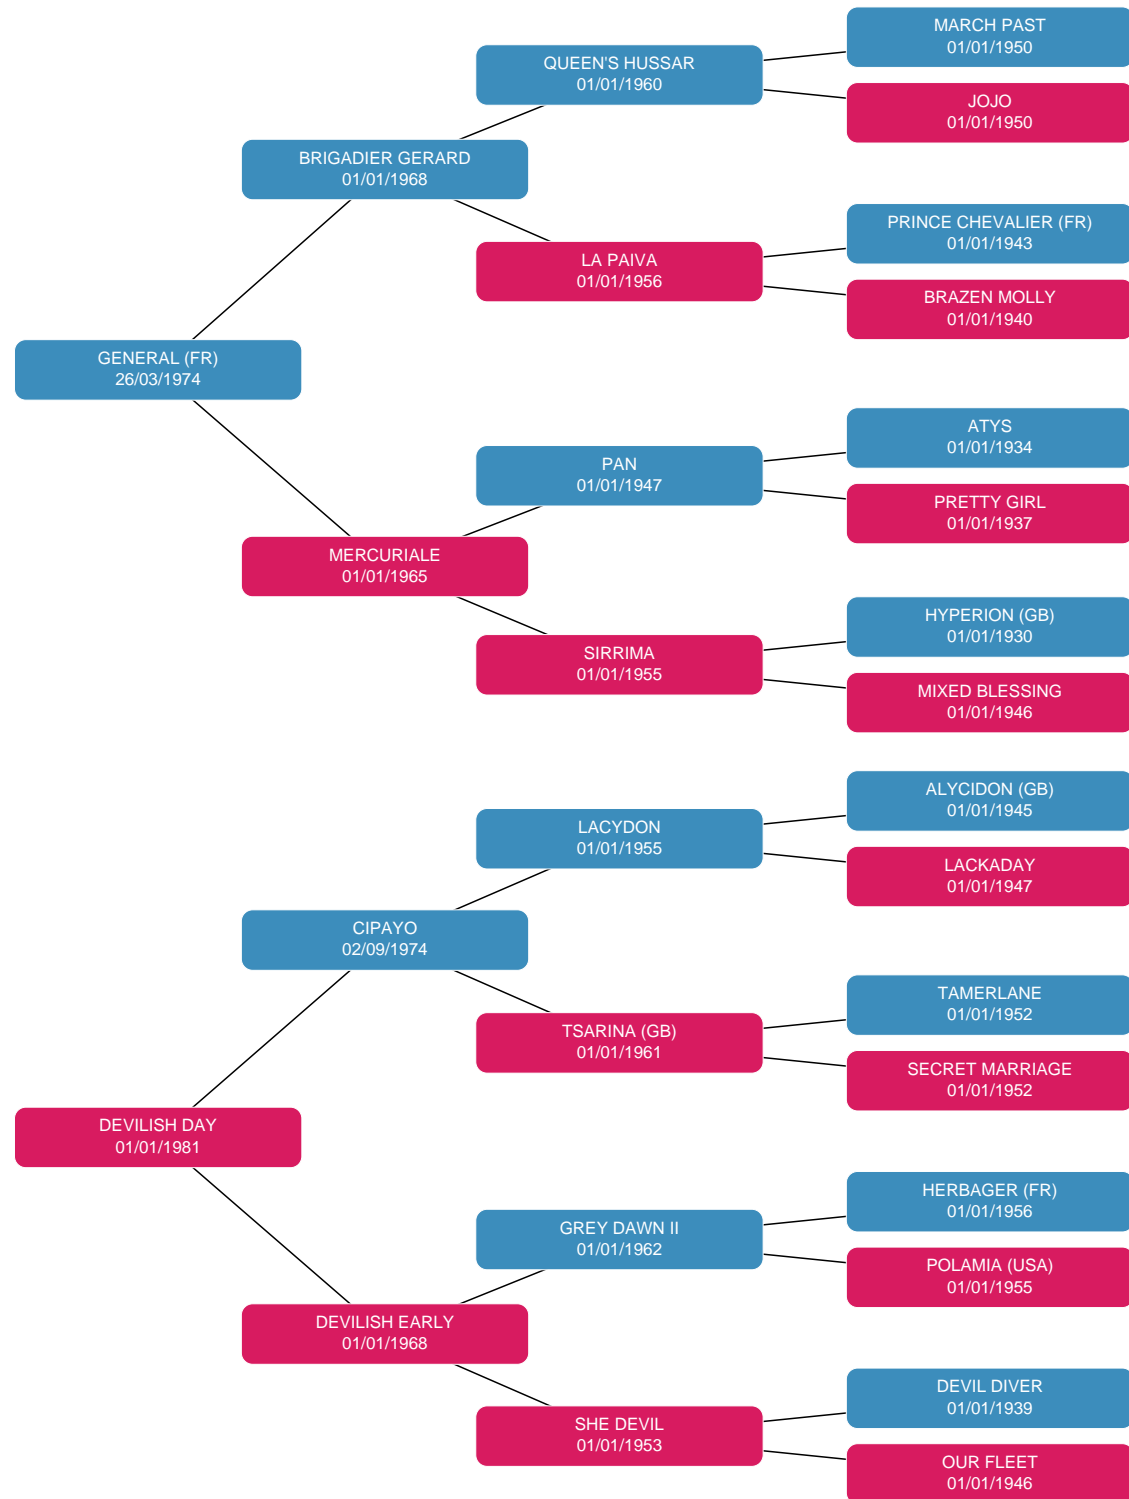 MARCH PAST
01/01/1950
QUEEN'S HUSSAR
01/01/1960
JOJO
01/01/1950
BRIGADIER GERARD
01/01/1968
PRINCE CHEVALIER (FR)
01/01/1943
LA PAIVA
01/01/1956
BRAZEN MOLLY
01/01/1940
GENERAL (FR)
26/03/1974
ATYS
01/01/1934
PAN
01/01/1947
PRETTY GIRL
01/01/1937
MERCURIALE
01/01/1965
HYPERION (GB)
01/01/1930
SIRRIMA
01/01/1955
MIXED BLESSING
01/01/1946
ALYCIDON (GB)
01/01/1945
LACYDON
01/01/1955
LACKADAY
01/01/1947
CIPAYO
02/09/1974
TAMERLANE
01/01/1952
TSARINA (GB)
01/01/1961
SECRET MARRIAGE
01/01/1952
DEVILISH DAY
01/01/1981
HERBAGER (FR)
01/01/1956
GREY DAWN II
01/01/1962
POLAMIA (USA)
01/01/1955
DEVILISH EARLY
01/01/1968
DEVIL DIVER
01/01/1939
SHE DEVIL
01/01/1953
OUR FLEET
01/01/1946